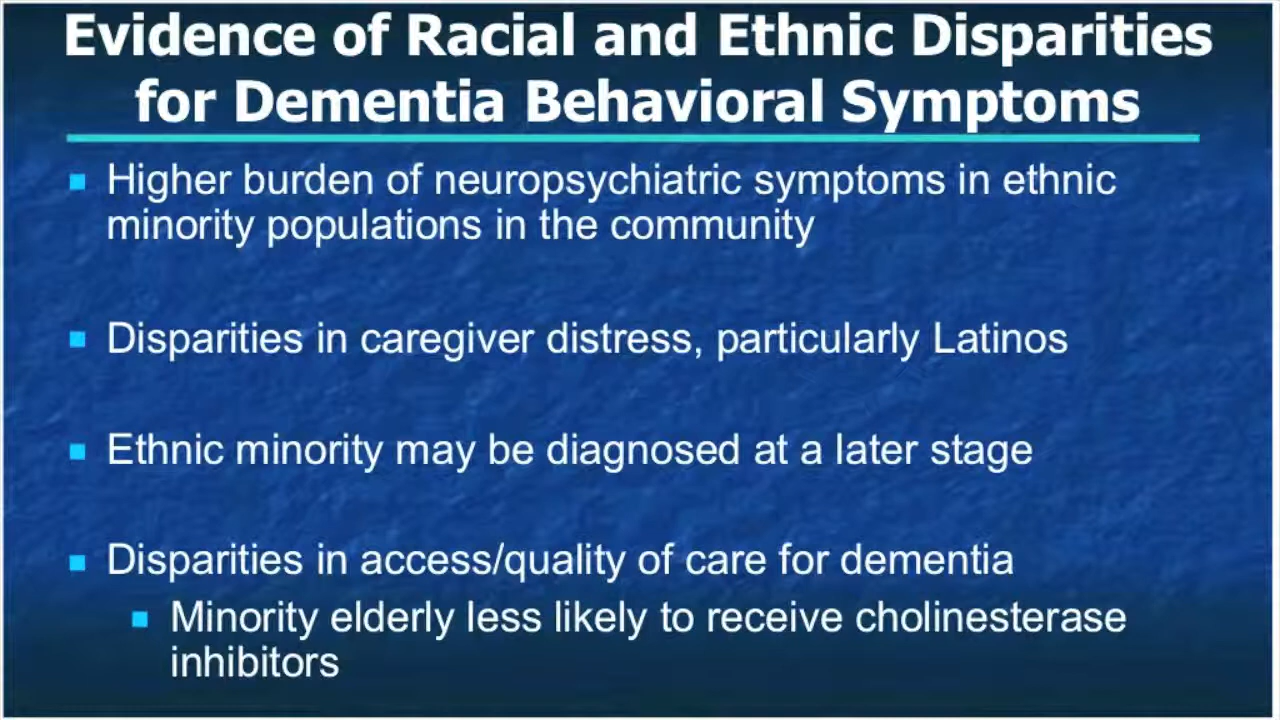 Evidence of Racial and Ethnic Disparities
for Dementia Behavioral Symptoms
Higher burden of neuropsychiatric symptoms in ethnic
minority populations in the community
Disparities in caregiver distress, particularly Latinos
Ethnic minority may be diagnosed at a later stage
Disparities in access/quality of care for dementia
Minority elderly less likely to receive cholinesterase
inhibitors